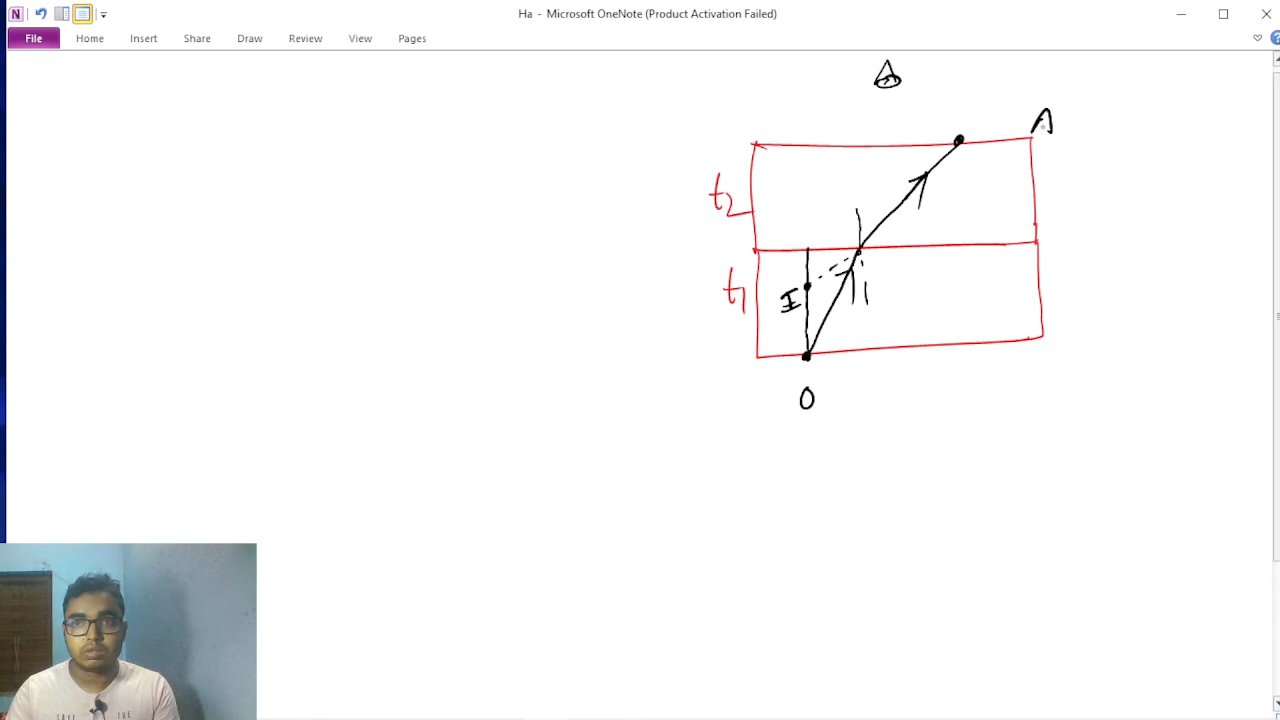 Ha - Microsoft OneNote (Product Activation Failed)
File Home Insert Share Draw Review View Pages
A
t2
t1
I
O